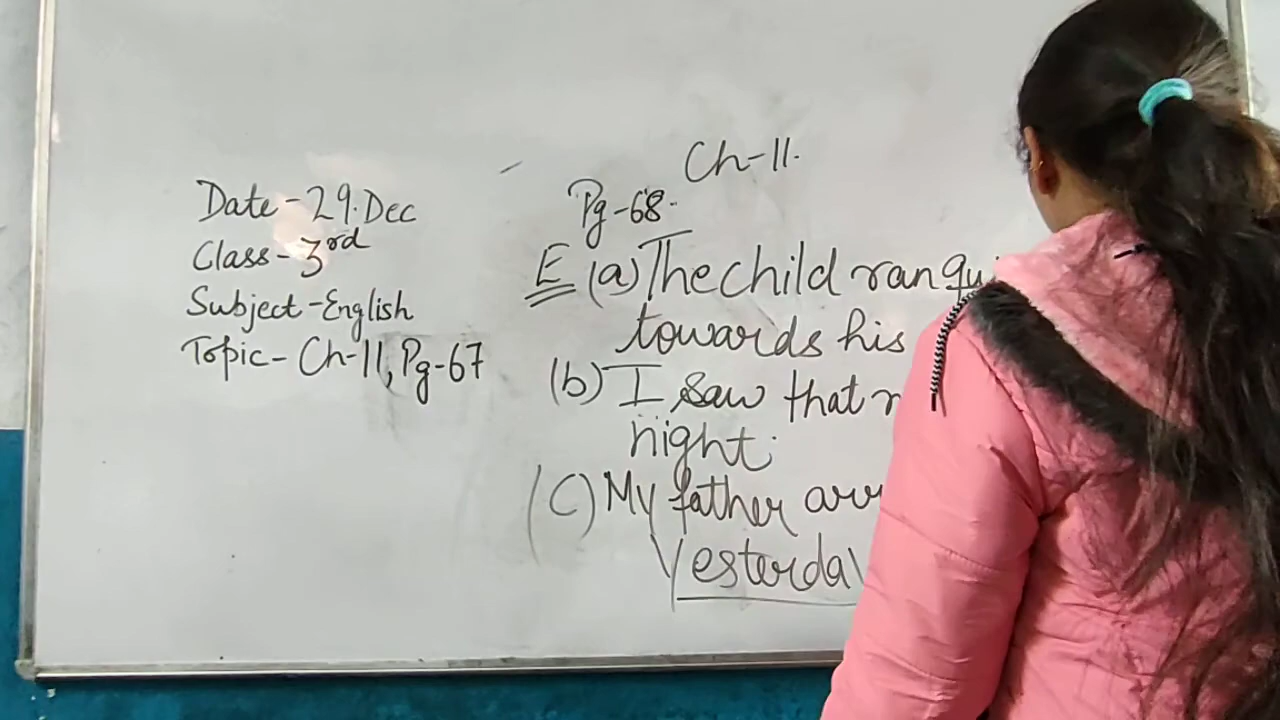 Date-29.Dec
Class-3rd
Subject-English
Topic-Ch-11,Pg-67
Ch-11.
Pg-68.
E (a) The child ran
towards his
(b) I saw that
night.
(C) My father